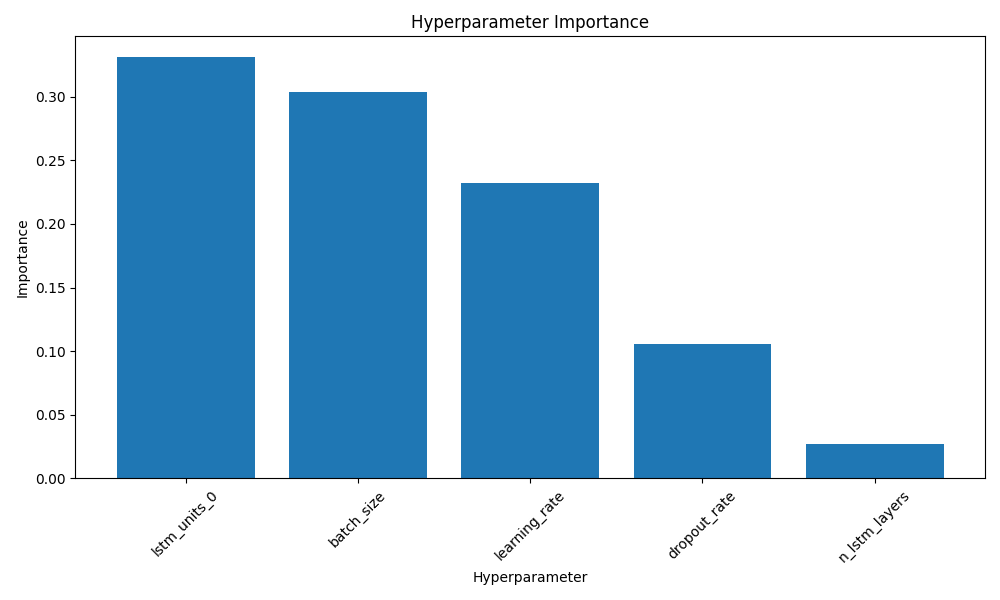 Hyperparameter Importance
Importance
0.30
0.25
0.20
0.15
0.10
0.05
0.00
lstm_units_0
batch_size
learning_rate
dropout_rate
n_lstm_layers
Hyperparameter